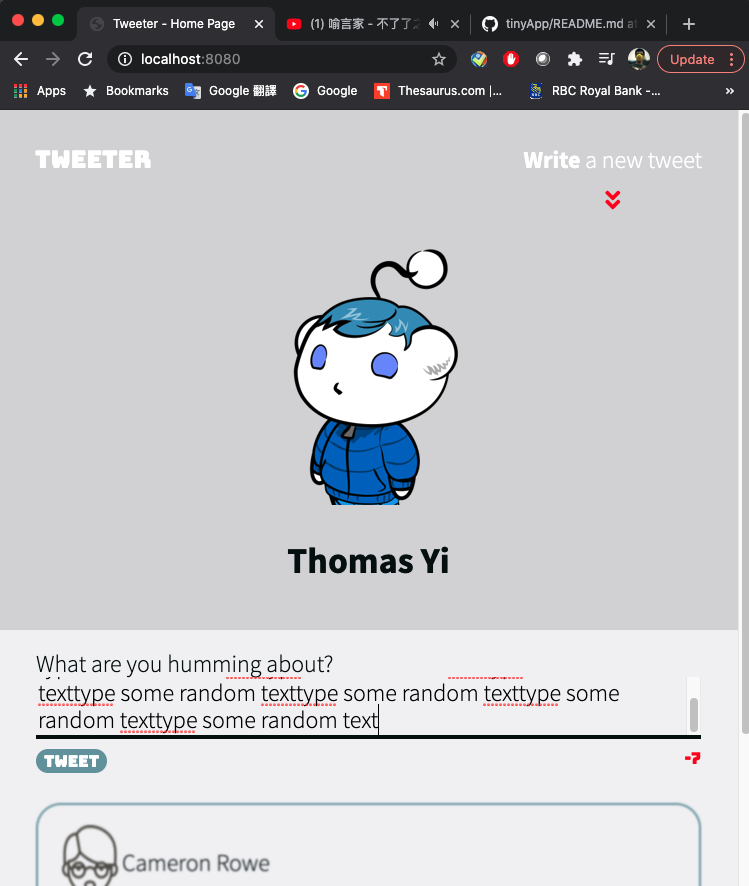 Tweeter - Home Page
(1) 喻言家 - 不了了之
tinyApp/README.md at
localhost:8080
Update
Apps
Bookmarks
Google 翻譯
Google
Thesaurus.com |...
RBC Royal Bank -...
TWEETER
Write a new tweet
Thomas Yi
What are you humming about?
texttype some random texttype some random texttype some
random texttype some random text
TWEET
-7
Cameron Rowe